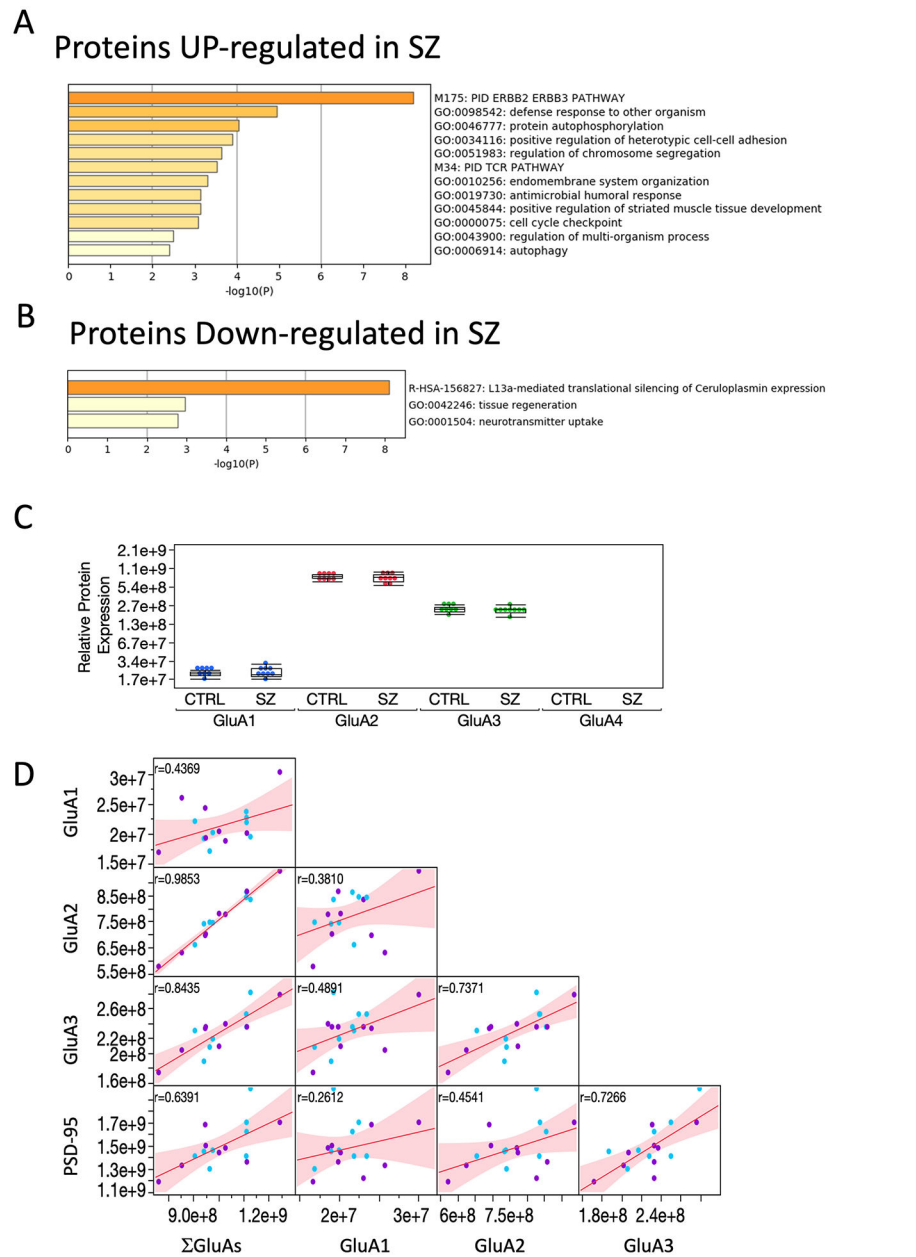 A
Proteins UP-regulated in SZ
M175: PID ERBB2 ERBB3 PATHWAY
GO:0098542: defense response to other organism
GO:0046777: protein autophosphorylation
GO:0034116: positive regulation of heterotypic cell-cell adhesion
GO:0051983: regulation of chromosome segregation
M34: PID TCR PATHWAY
GO:0010256: endomembrane system organization
GO:0019730: antimicrobial humoral response
GO:0045844: positive regulation of striated muscle tissue development
GO:0000075: cell cycle checkpoint
GO:0043900: regulation of multi-organism process
GO:0006914: autophagy
0 1 2 3 4 5 6 7 8
-log10(P)
B
Proteins Down-regulated in SZ
R-HSA-156827: L13a-mediated translational silencing of Ceruloplasmin expression
GO:0042246: tissue regeneration
GO:0001504: neurotransmitter uptake
0 1 2 3 4 5 6 7 8
-log10(P)
C
Relative Protein
Expression
2.1e+9
1.1e+9
5.4e+8
2.7e+8
1.3e+8
6.7e+7
3.4e+7
1.7e+7
CTRL SZ CTRL SZ CTRL SZ CTRL SZ
GluA1 GluA2 GluA3 GluA4
D
GluA1
3e+7
2.5e+7
2e+7
1.5e+7
r=0.4369
GluA2
8.5e+8
7.5e+8
6.5e+8
5.5e+8
r=0.9853 r=0.3810
GluA3
2.6e+8
2.2e+8
2e+8
1.6e+8
r=0.8435 r=0.4891 r=0.7371
PSD-95
1.7e+9
1.5e+9
1.3e+9
1.1e+9
r=0.6391 r=0.2612 r=0.4541 r=0.7266
9.0e+8 1.2e+9 2e+7 3e+7 6e+8 7.5e+8 1.8e+8 2.4e+8
ΣGluAs GluA1 GluA2 GluA3